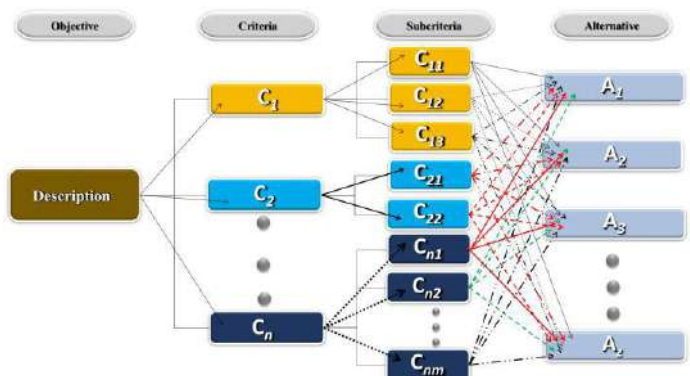 Objective
Criteria
Subcriteria
Alternative
Description
C1
C2
Cn
C11
C12
C13
C21
C22
Cn1
Cn2
Cnm
A1
A2
A3
Az